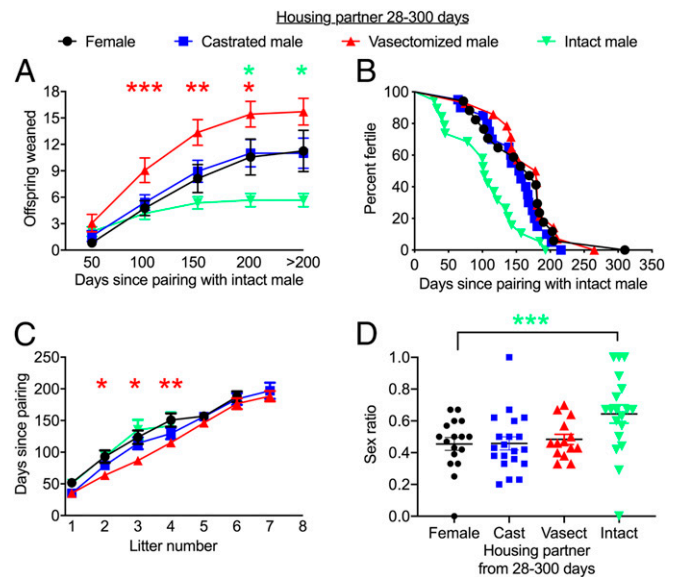 Housing partner 28-300 days
Female Castrated male Vasectomized male Intact male
A
*** ** * * *
Offspring weaned
18
15
12
9
6
3
0
50 100 150 200 >200
Days since pairing with intact male
B
Percent fertile
100
80
60
40
20
0
0 50 100 150 200 250 300 350
Days since pairing with intact male
C
* * **
Days since pairing
250
200
150
100
50
0
1 2 3 4 5 6 7 8
Litter number
D
***
Sex ratio
1.0
0.8
0.6
0.4
0.2
0.0
Female Cast Vasect Intact
Housing partner
from 28-300 days